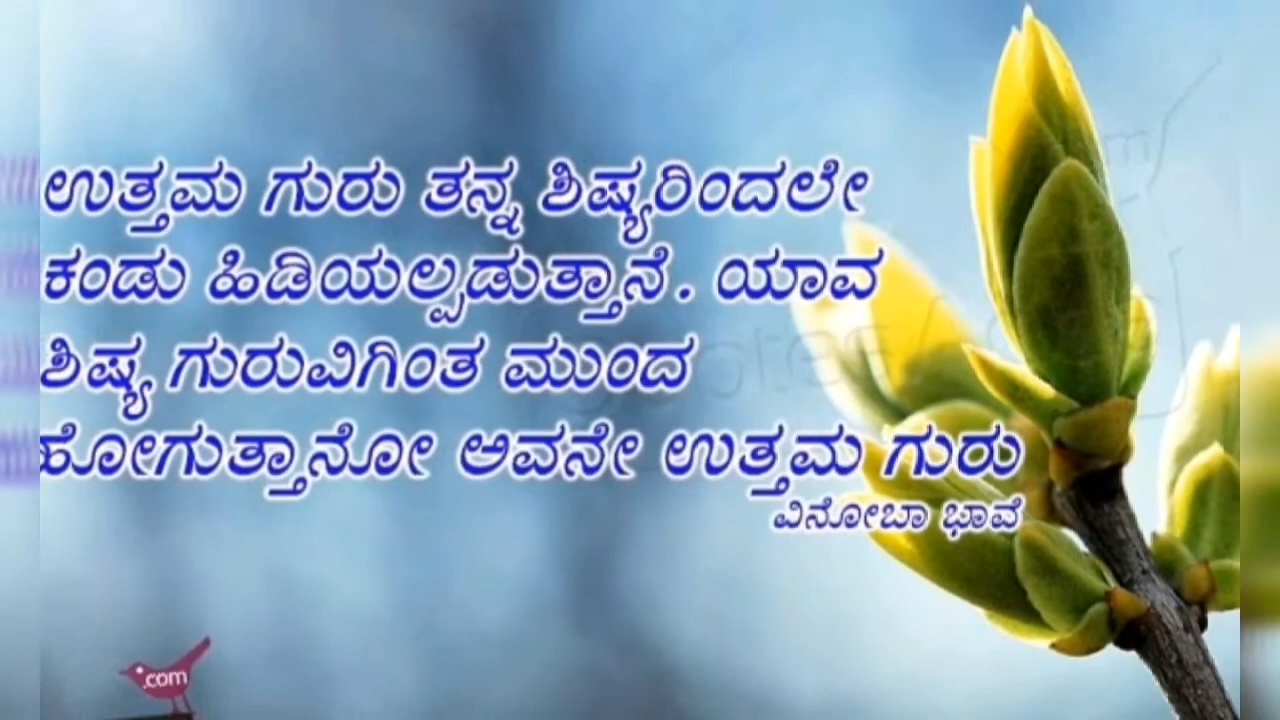 ಉತ್ತಮ ಗುರು ತನ್ನ ಶಿಷ್ಯರಿಂದಲೇ
ಕಂಡು ಹಿಡಿಯಲ್ಪಡುತ್ತಾನೆ. ಯಾವ
ಶಿಷ್ಯ ಗುರುವಿಗಿಂತ ಮುಂದ
ಹೋಗುತ್ತಾನೋ ಅವನೇ ಉತ್ತಮ ಗುರು
ವಿನೋಬಾ ಭಾವೆ
.com